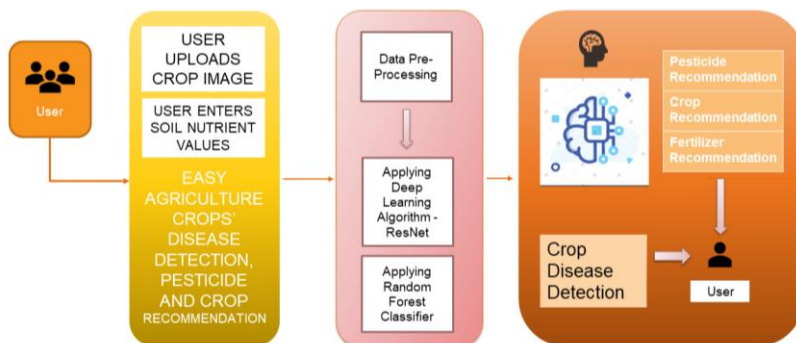 User
USER
UPLOADS
CROP IMAGE
USER ENTERS
SOIL NUTRIENT
VALUES
EASY
AGRICULTURE
CROPS'
DISEASE
DETECTION,
PESTICIDE
AND CROP
RECOMMENDATION
Data Pre-
Processing
Applying
Deep
Learning
Algorithm -
ResNet
Applying
Random
Forest
Classifier
Pesticide
Recommendation
Crop
Recommendation
Fertilizer
Recommendation
Crop
Disease
Detection
User